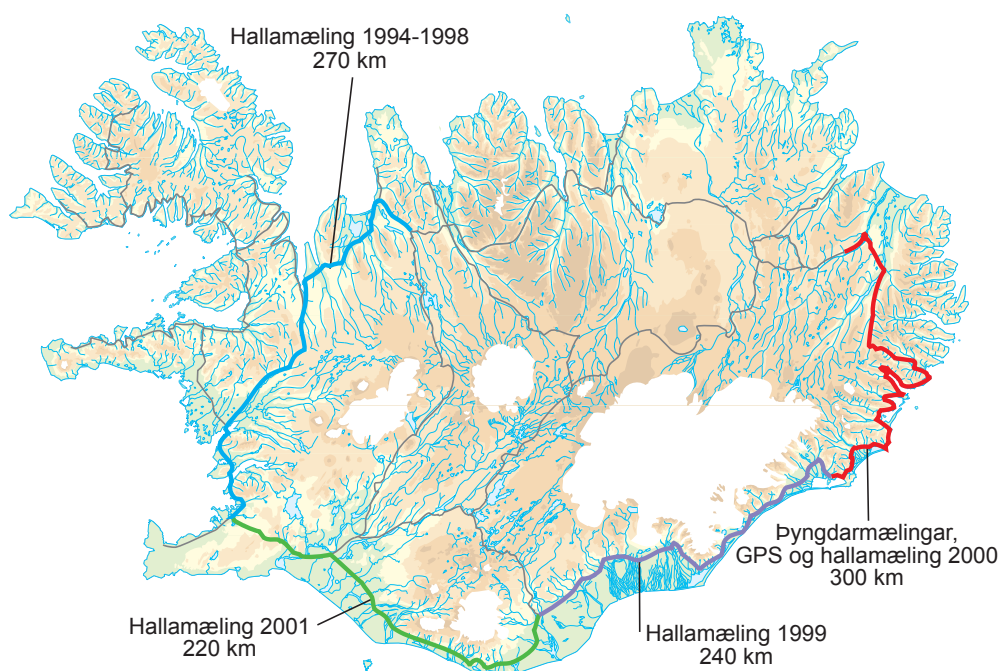 Hallamæling 1994-1998
270 km
Þyngdarmælingar,
GPS og hallamæling 2000
300 km
Hallamæling 2001
220 km
Hallamæling 1999
240 km